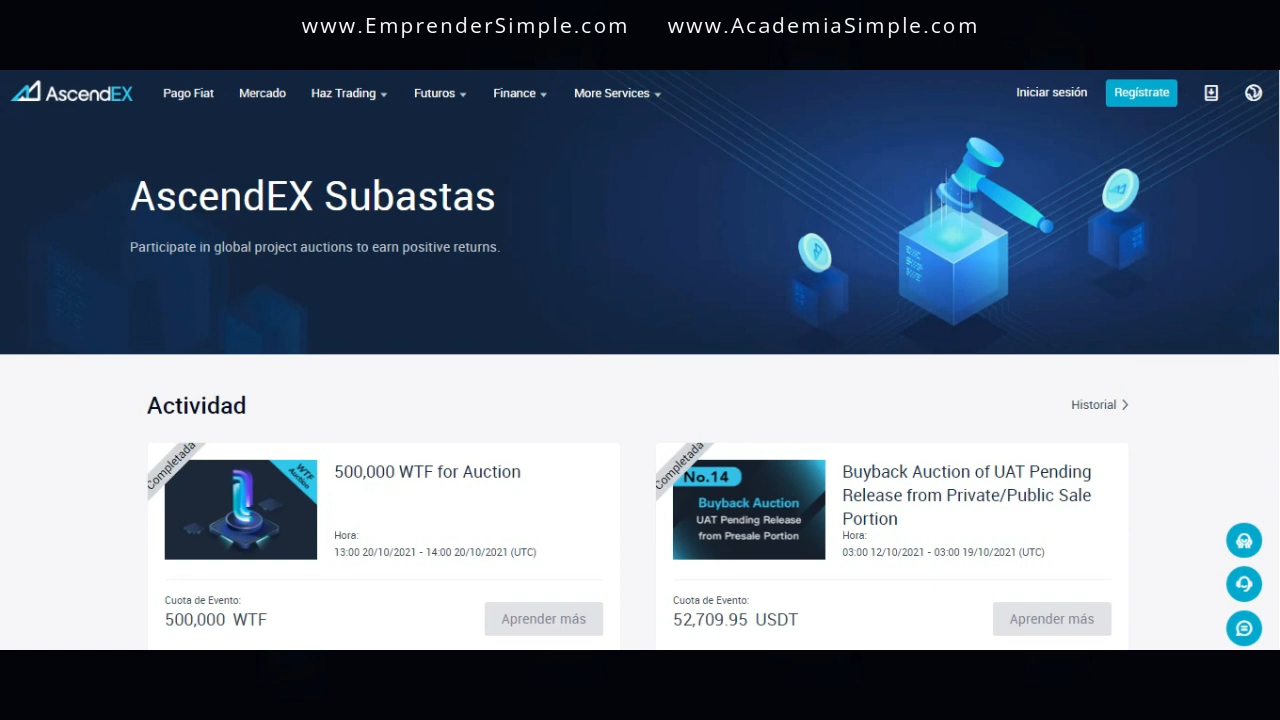 www.EmprenderSimple.com www.AcademiaSimple.com
AscendEX Pago Fiat Mercado Haz Trading Futuros Finance More Services Iniciar sesión Regístrate
AscendEX Subastas
Participate in global project auctions to earn positive returns.
Actividad
Historial
Completada
WTF
Auction
500,000 WTF for Auction
Hora:
13:00 20/10/2021 - 14:00 20/10/2021 (UTC)
Cuota de Evento:
500,000 WTF
Aprender más
Completada
No.14
Buyback Auction
UAT Pending Release
from Presale Portion
Buyback Auction of UAT Pending
Release from Private/Public Sale
Portion
Hora:
03:00 12/10/2021 - 03:00 19/10/2021 (UTC)
Cuota de Evento:
52,709.95 USDT
Aprender más